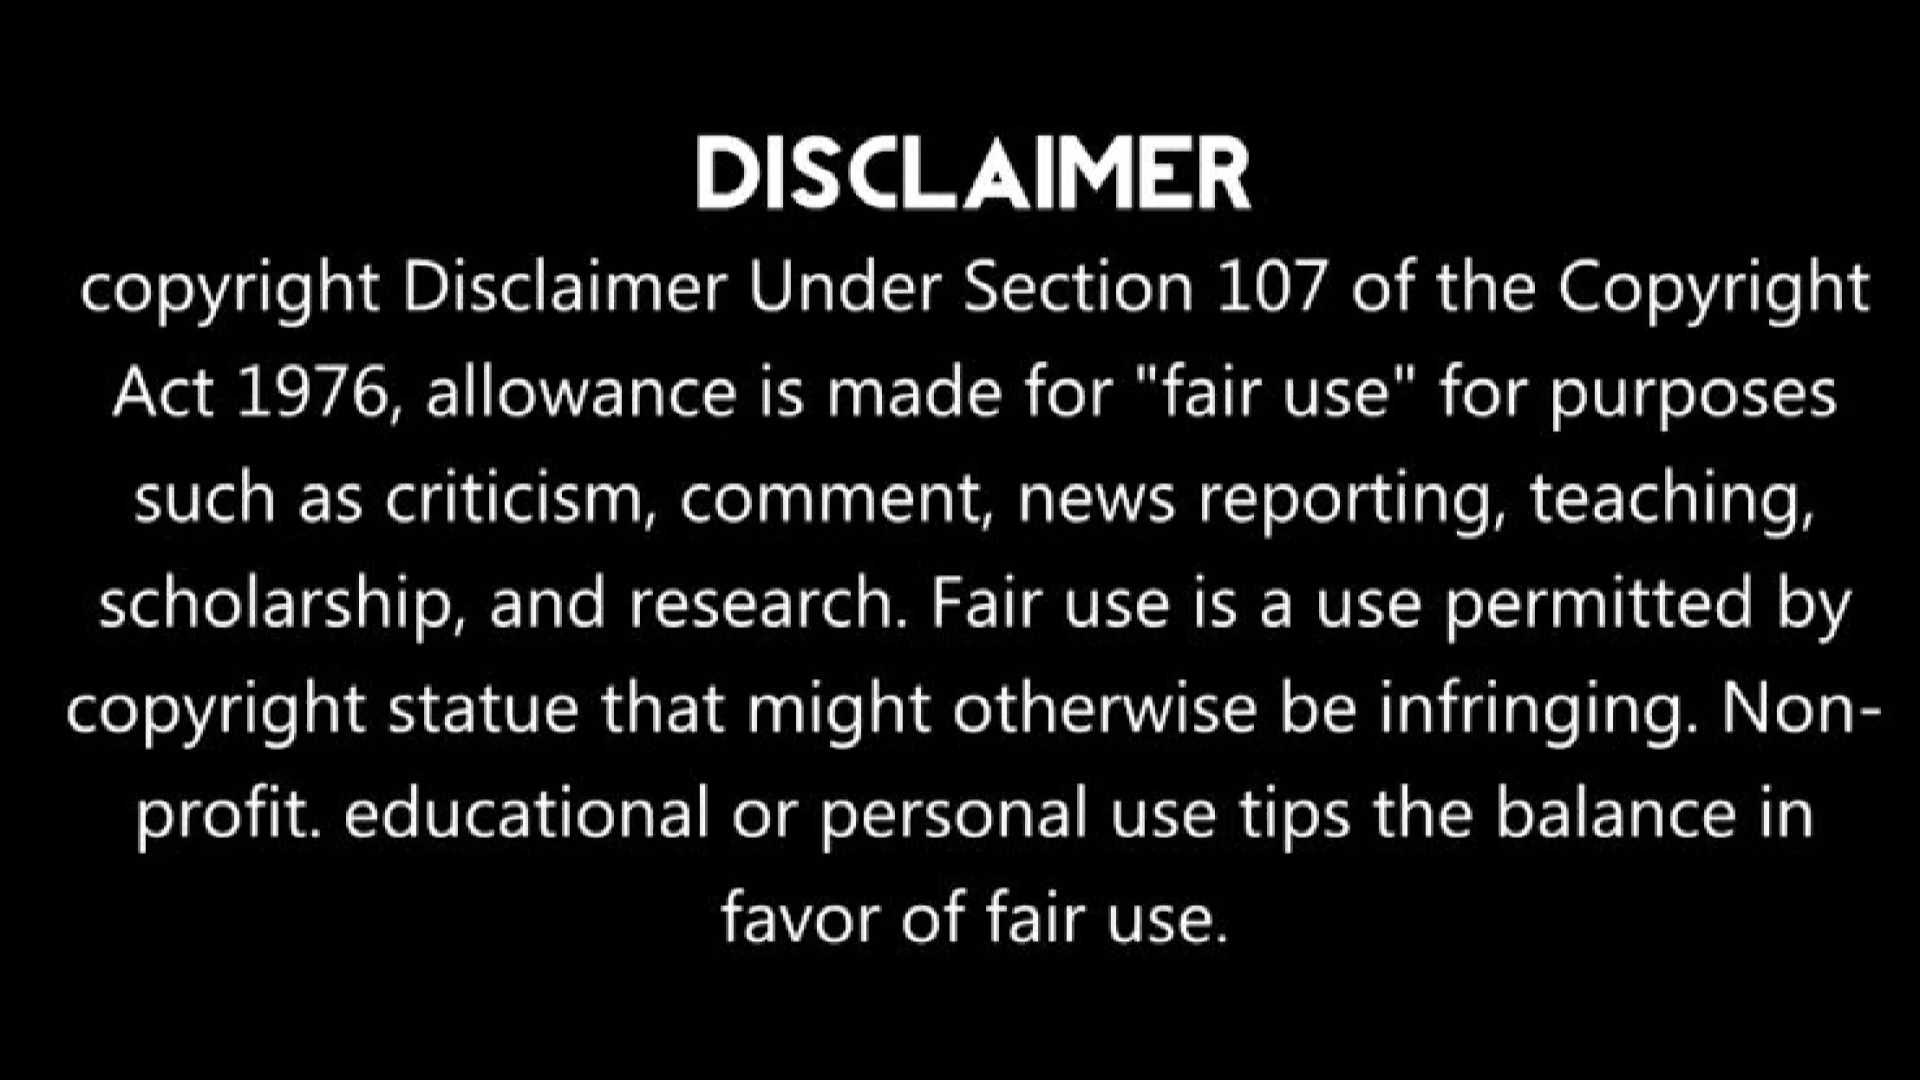 DISCLAIMER
copyright Disclaimer Under Section 107 of the Copyright
Act 1976, allowance is made for "fair use" for purposes
such as criticism, comment, news reporting, teaching,
scholarship, and research. Fair use is a use permitted by
copyright statue that might otherwise be infringing. Non-
profit. educational or personal use tips the balance in
favor of fair use.